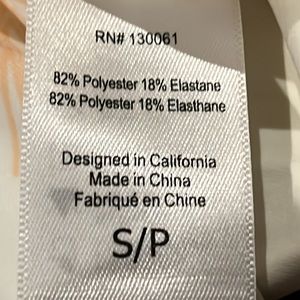 RN# 130061
82% Polyester 18% Elastane
82% Polyester 18% Elasthane
Designed in California
Made in China
Fabriqué en Chine
S/P